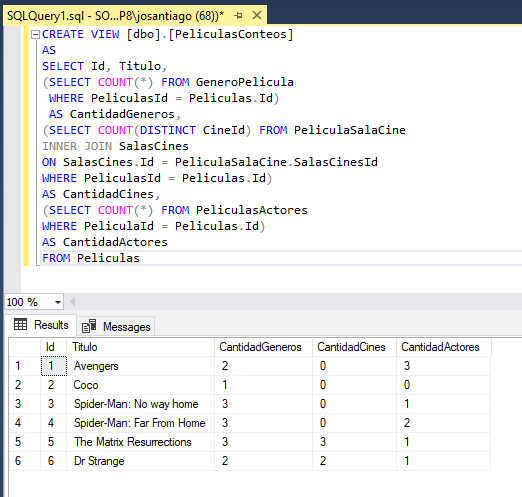 SQLQuery1.sql - SO...P8\josantiago (68))*
CREATE VIEW [dbo].[PeliculasConteos]
AS
SELECT Id, Titulo,
(SELECT COUNT(*) FROM GeneroPelicula
WHERE PeliculasId = Peliculas.Id)
AS CantidadGeneros,
(SELECT COUNT(DISTINCT CineId) FROM PeliculaSalaCine
INNER JOIN SalasCines
ON SalasCines.Id = PeliculaSalaCine.SalasCinesId
WHERE PeliculasId = Peliculas.Id)
AS CantidadCines,
(SELECT COUNT(*) FROM PeliculasActores
WHERE PeliculaId = Peliculas.Id)
AS CantidadActores
FROM Peliculas
100 %
Results Messages
Id Titulo CantidadGeneros CantidadCines CantidadActores
1 1 Avengers 2 0 3
2 2 Coco 1 0 0
3 3 Spider-Man: No way home 3 0 1
4 4 Spider-Man: Far From Home 3 0 2
5 5 The Matrix Resurrections 3 3 1
6 6 Dr Strange 2 2 1